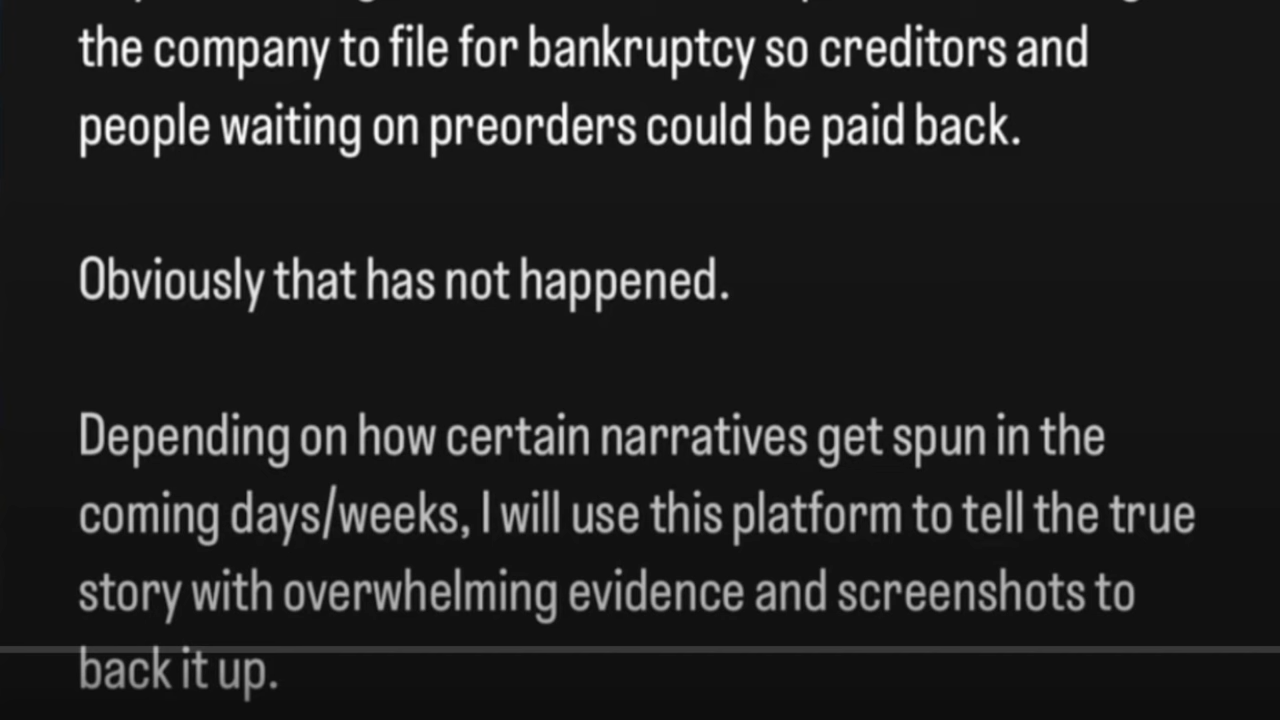 the company to file for bankruptcy so creditors and
people waiting on preorders could be paid back.
Obviously that has not happened.
Depending on how certain narratives get spun in the
coming days/weeks, I will use this platform to tell the true
story with overwhelming evidence and screenshots to
back it up.